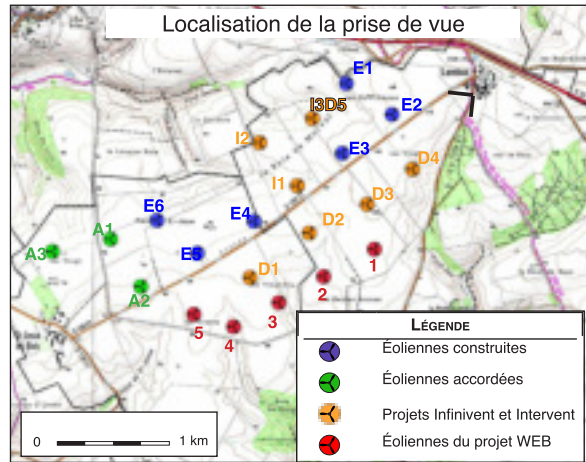 Localisation de la prise de vue
E1
E2
I3D5
I2
E3
D4
I1
D3
E6
E4
D2
A1
A3
E5
1
D1
2
A2
3
5
4
LÉGENDE
Éoliennes construites
Éoliennes accordées
Projets Infinivent et Intervent
Éoliennes du projet WEB
0 1 km